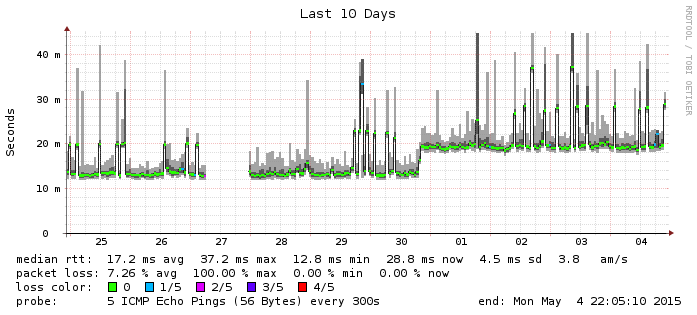 Last 10 Days
RRDTOOL / TOBI OETIKER
Seconds
40 m
30 m
20 m
10 m
0
25 26 27 28 29 30 01 02 03 04
median rtt: 17.2 ms avg 37.2 ms max 12.8 ms min 28.8 ms now 4.5 ms sd 3.8 am/s
packet loss: 7.26 % avg 100.00 % max 0.00 % min 0.00 % now
loss color: 0 1/5 2/5 3/5 4/5
probe: 5 ICMP Echo Pings (56 Bytes) every 300s end: Mon May 4 22:05:10 2015